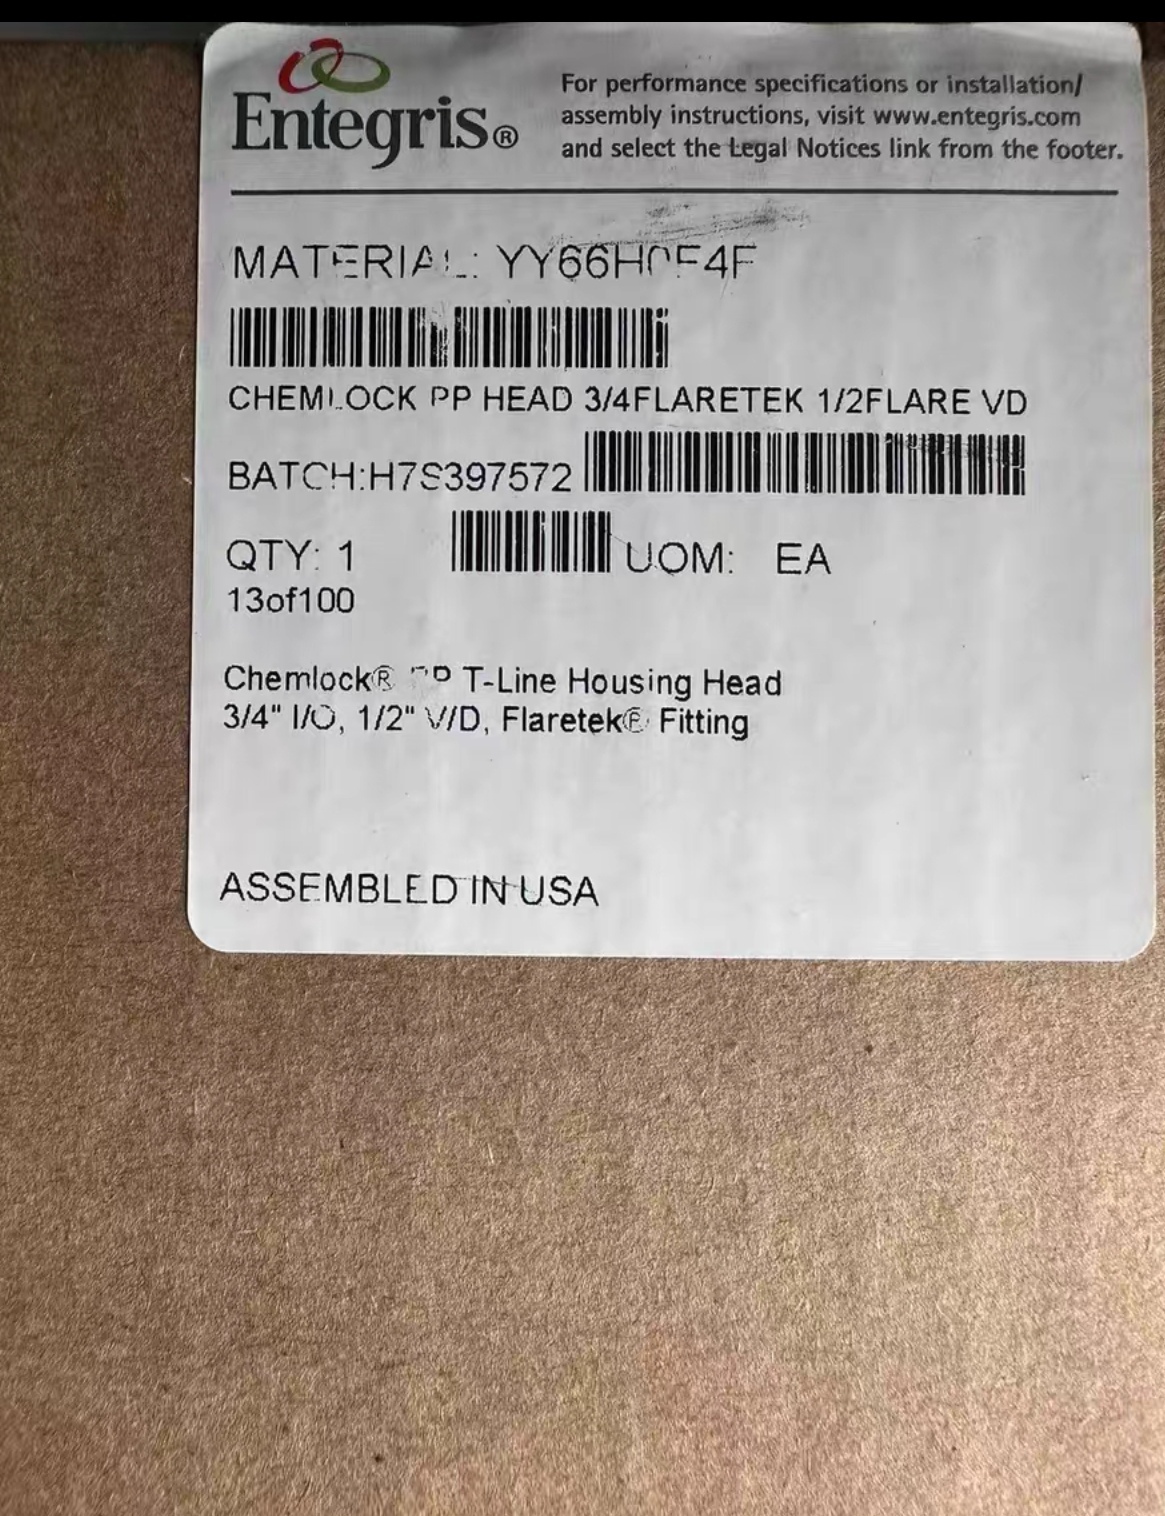 Entegris®
For performance specifications or installation/
assembly instructions, visit www.entegris.com
and select the Legal Notices link from the footer.
MATERIAL:
CHEMLOCK PP HEAD 3/4FLARETEK 1/2FLARE VD
BATCH:H7S397572
QTY: 1 UOM: EA
13of100
Chemlock® PP T-Line Housing Head
3/4" I/O, 1/2" V/D, Flaretek® Fitting
ASSEMBLED IN USA